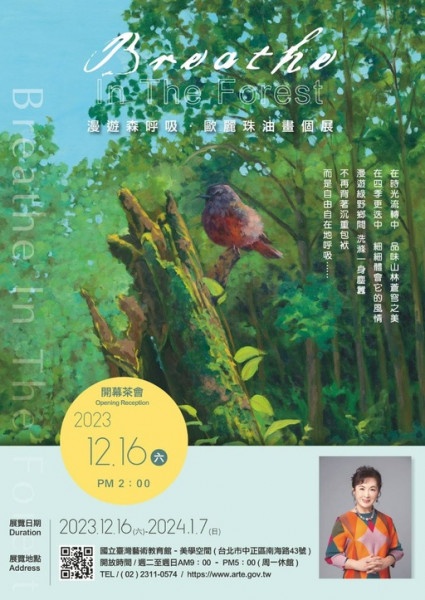 Breathe
In The Forest
漫遊森呼吸．歐麗珠油畫個展
Breathe In The Forest
在時光流轉中　品味山林蒼穹之美
在四季更迭中　細細體會它的風情
漫遊綠野鄉間　洗滌一身塵囂
不再背著沉重包袱
而是自由自在地呼吸……
開幕茶會
Opening Reception
2023
12.16 六
PM 2：00
展覽日期
Duration
2023.12.16(六)-2024.1.7(日)
展覽地點
Address
國立臺灣藝術教育館－美學空間（台北市中正區南海路43號）
開放時間 / 週二至週日AM9：00 － PM5：00（周一休館）
TEL / ( 02 ) 2311-0574 / https://www.arte.gov.tw